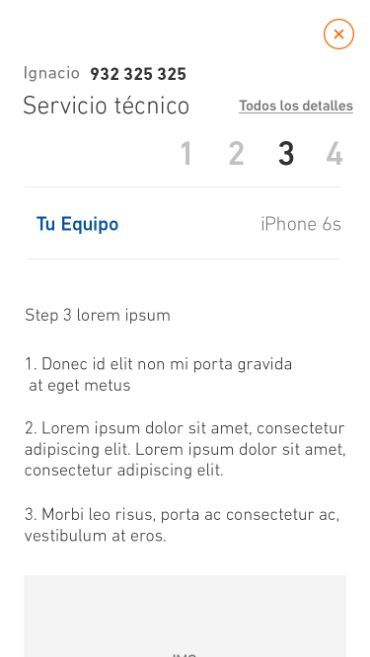 Ignacio 932 325 325
Servicio técnico Todos los detalles
1 2 3 4
Tu Equipo iPhone 6s
Step 3 lorem ipsum
1. Donec id elit non mi porta gravida
at eget metus
2. Lorem ipsum dolor sit amet, consectetur
adipiscing elit. Lorem ipsum dolor sit amet,
consectetur adipiscing elit.
3. Morbi leo risus, porta ac consectetur ac,
vestibulum at eros.